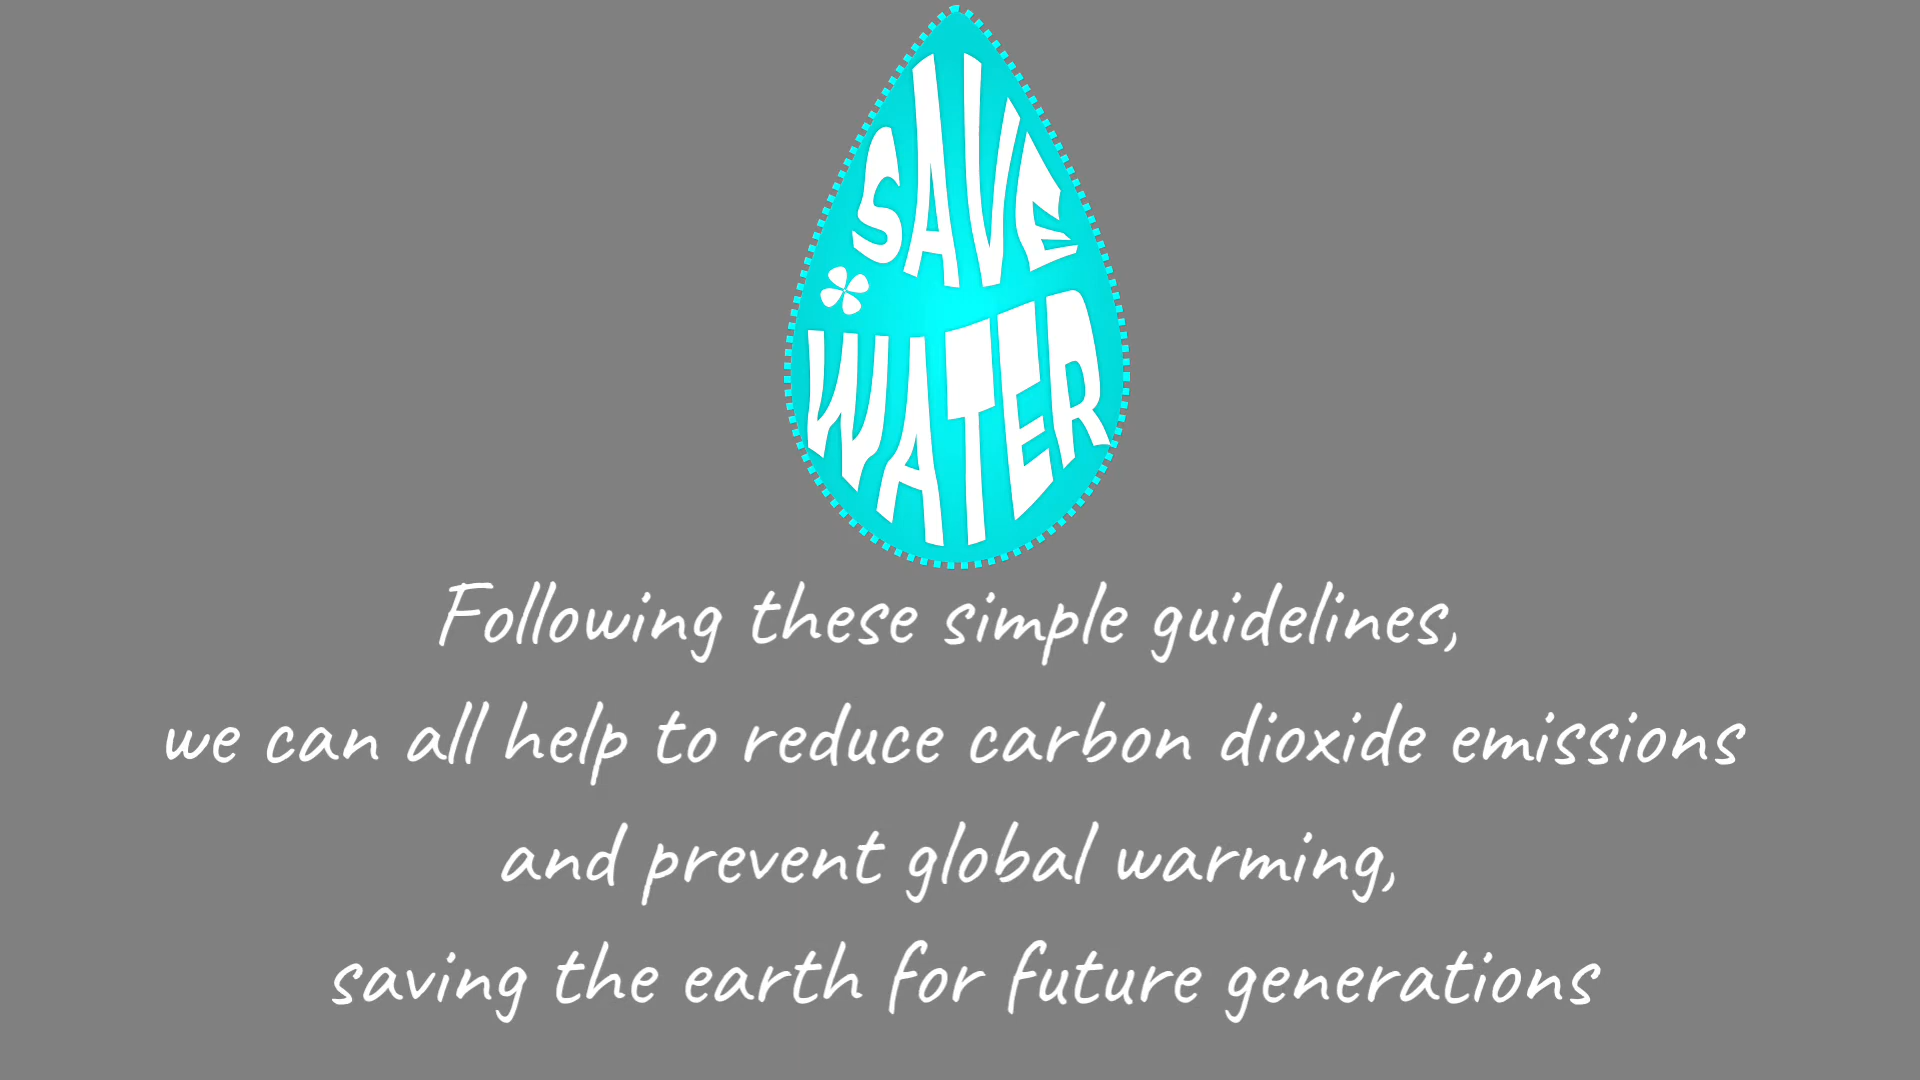 SAVE
WATER
Following these simple guidelines,
we can all help to reduce carbon dioxide emissions
and prevent global warming,
saving the earth for future generations